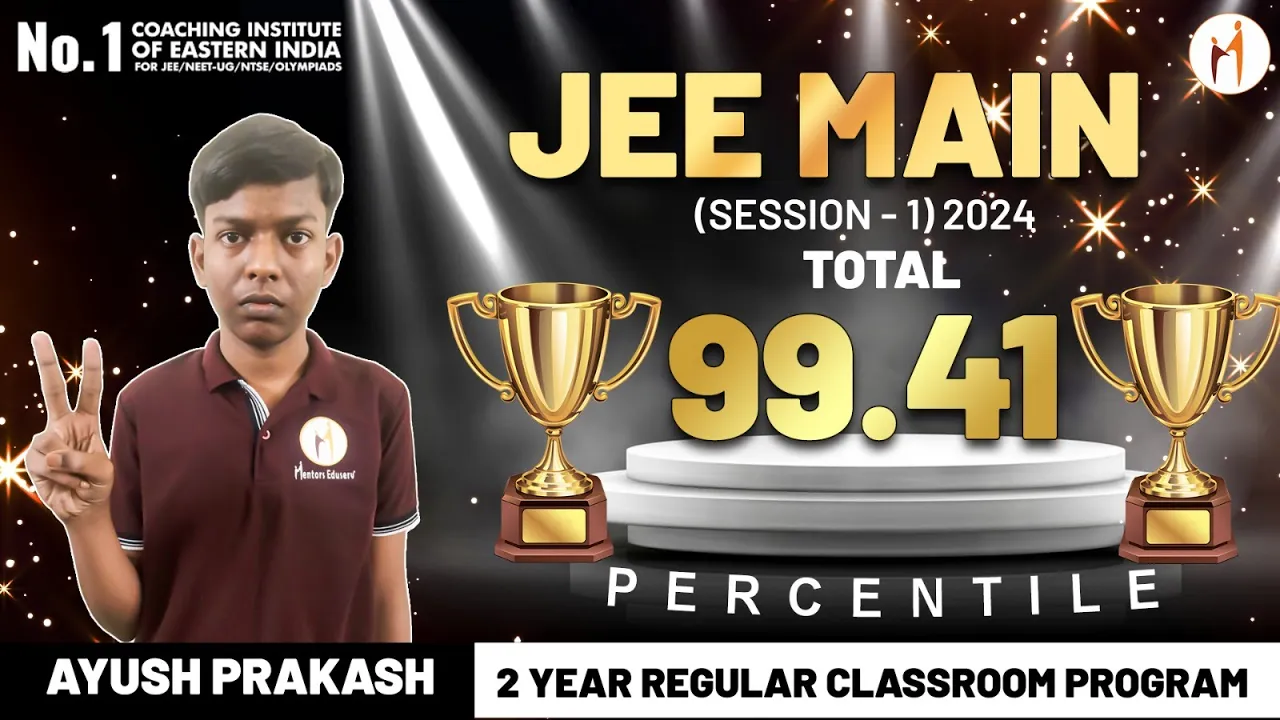 No.1 COACHING INSTITUTE
OF EASTERN INDIA
FOR JEE/NEET-UG/NTSE/OLYMPIADS
JEE MAIN
(SESSION - 1) 2024
TOTAL
99.41
PERCENTILE
Mentors Eduserv
AYUSH PRAKASH
2 YEAR REGULAR CLASSROOM PROGRAM